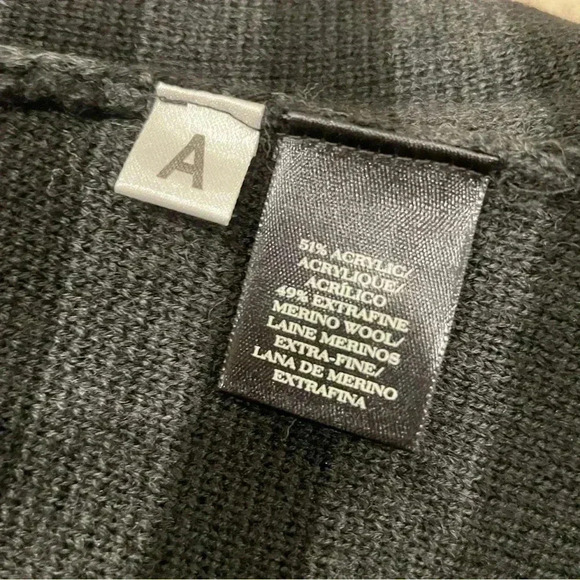 A
51% ACRYLIC/
ACRYLIQUE/
ACRÍLICO
49% EXTRAFINE
MERINO WOOL/
LAINE MERINOS
EXTRA-FINE/
LANA DE MERINO
EXTRAFINA